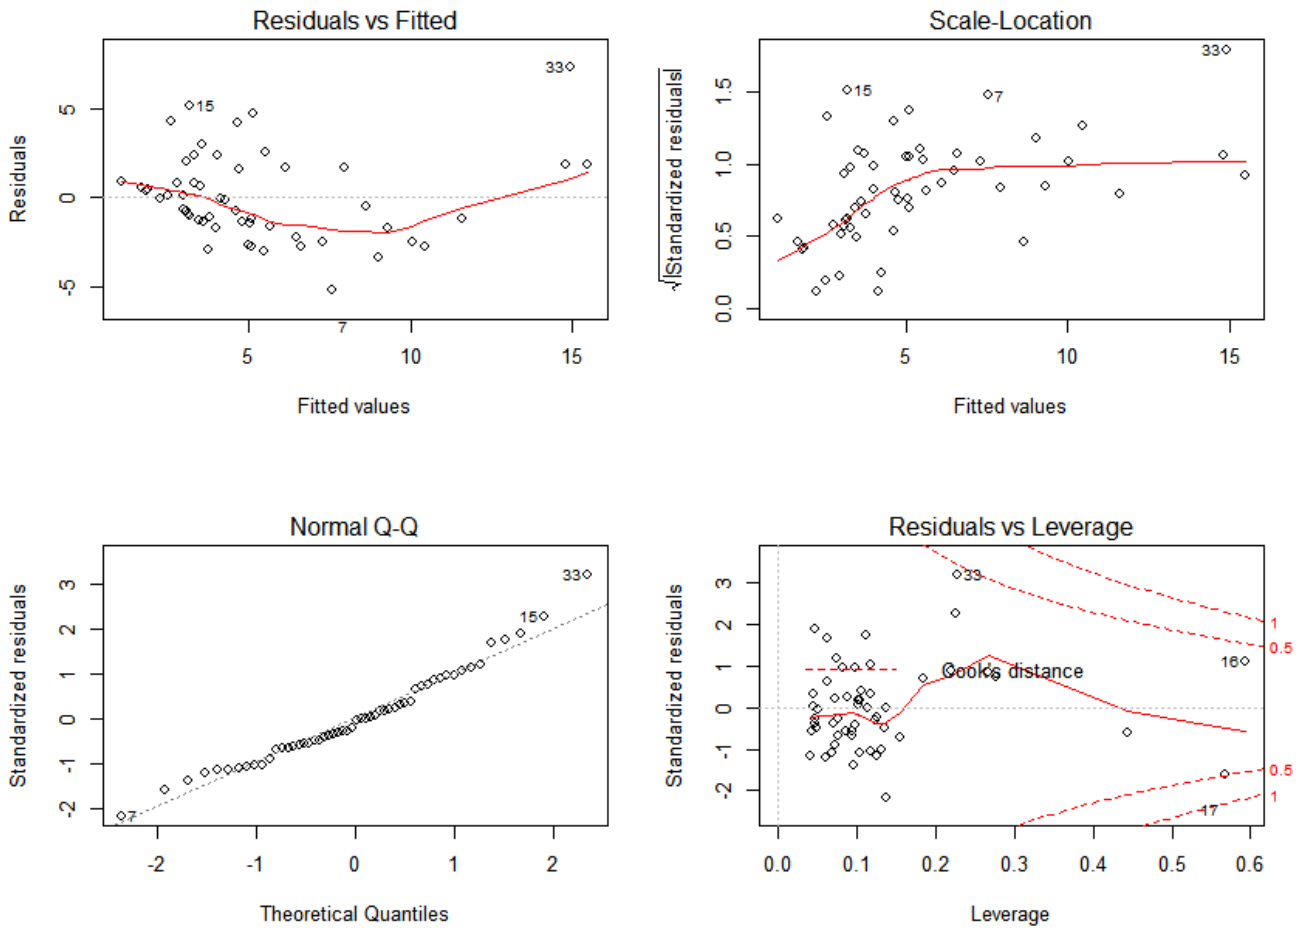 Residuals vs Fitted
Residuals
5
0
-5
33
15
7
5 10 15
Fitted values
Scale-Location
√|Standardized residuals|
1.5
1.0
0.5
0.0
33
15
7
5 10 15
Fitted values
Normal Q-Q
Standardized residuals
3
2
1
0
-1
-2
33
15
7
-2 -1 0 1 2
Theoretical Quantiles
Residuals vs Leverage
Standardized residuals
3
2
1
0
-1
-2
33
1
0.5
16
Cook's distance
0.5
1
17
0.0 0.1 0.2 0.3 0.4 0.5 0.6
Leverage